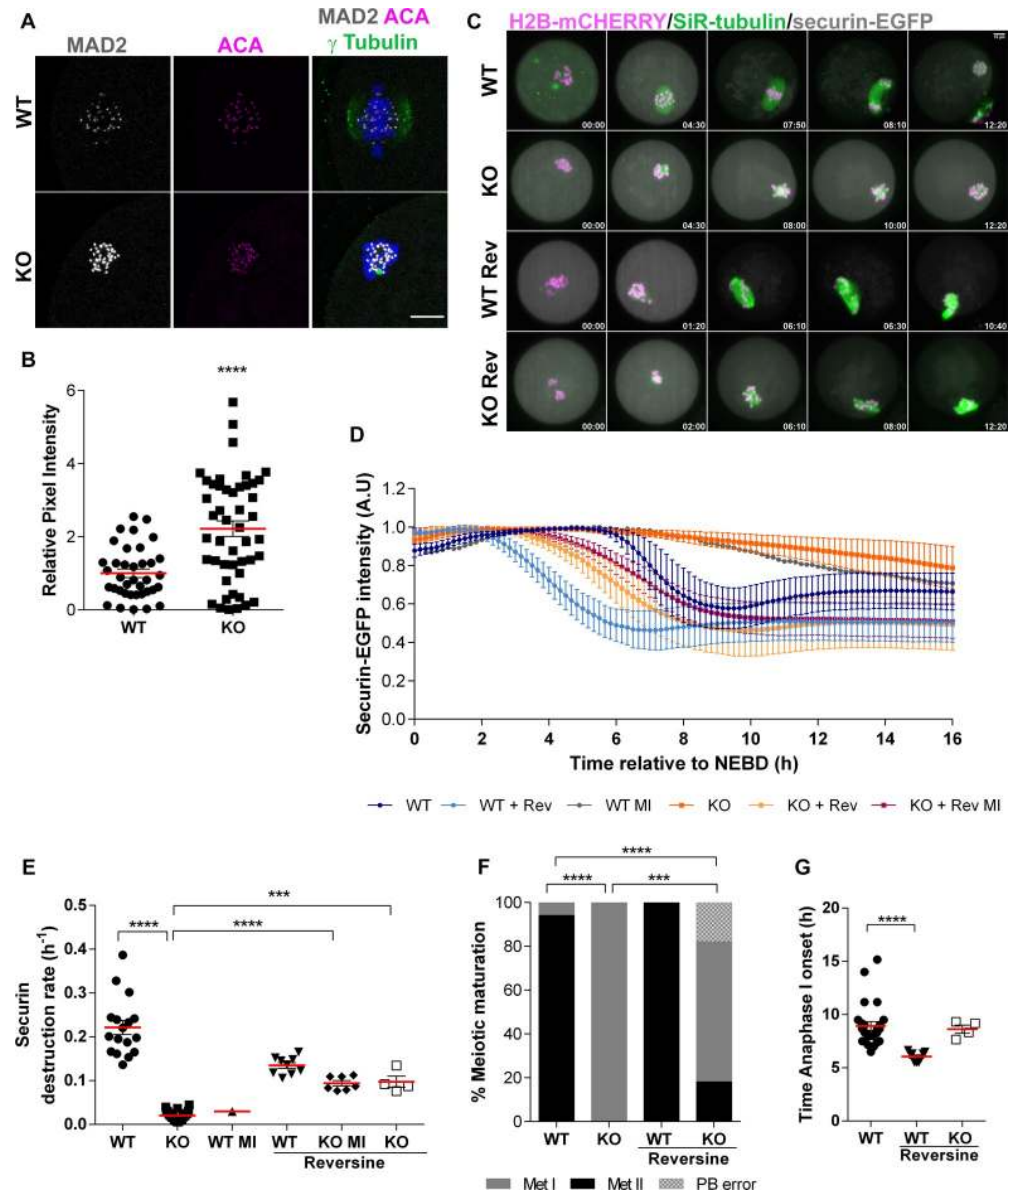 A
MAD2
ACA
MAD2 ACA
γ Tubulin
WT
KO
B
****
Relative Pixel Intensity
6
4
2
0
WT
KO
C
H2B-mCHERRY/SiR-tubulin/securin-EGFP
WT
00:00
04:30
07:50
08:10
12:20
KO
00:00
04:30
08:00
10:00
12:20
WT Rev
00:00
01:20
06:10
06:30
10:40
KO Rev
00:00
02:00
06:10
08:00
12:20
D
Securin-EGFP intensity (A.U)
1.2
1.0
0.8
0.6
0.4
0.2
0.0
0 2 4 6 8 10 12 14 16
Time relative to NEBD (h)
WT WT + Rev WT MI KO KO + Rev KO + Rev MI
E
Securin
destruction rate (h-1)
0.5
0.4
0.3
0.2
0.1
0.0
***
****
****
WT KO WT MI WT KO MI KO
Reversine
F
% Meiotic maturation
100
80
60
40
20
0
****
**** ***
WT KO WT KO
Reversine
Met I Met II PB error
G
Time Anaphase I onset (h)
20
15
10
5
0
****
WT WT KO
Reversine